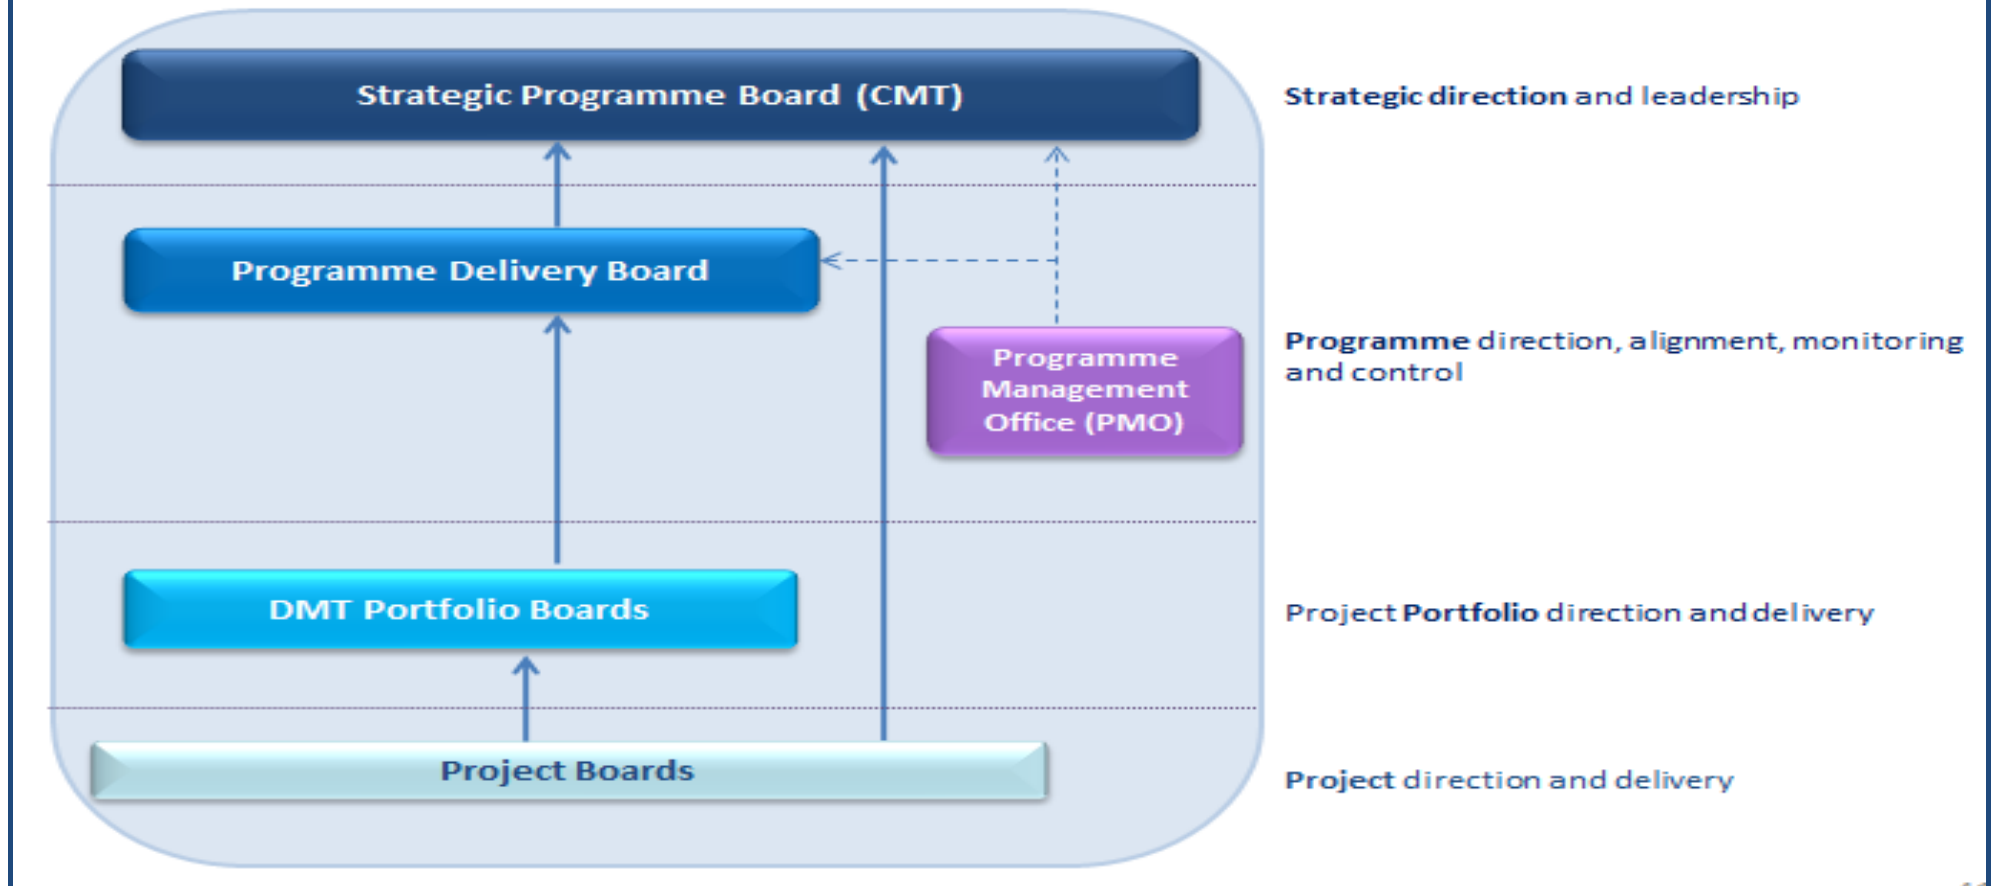 Strategic Programme Board (CMT)
Strategic direction and leadership
Programme Delivery Board
Programme
Management
Office (PMO)
Programme direction, alignment, monitoring
and control
DMT Portfolio Boards
Project Portfolio direction and delivery
Project Boards
Project direction and delivery